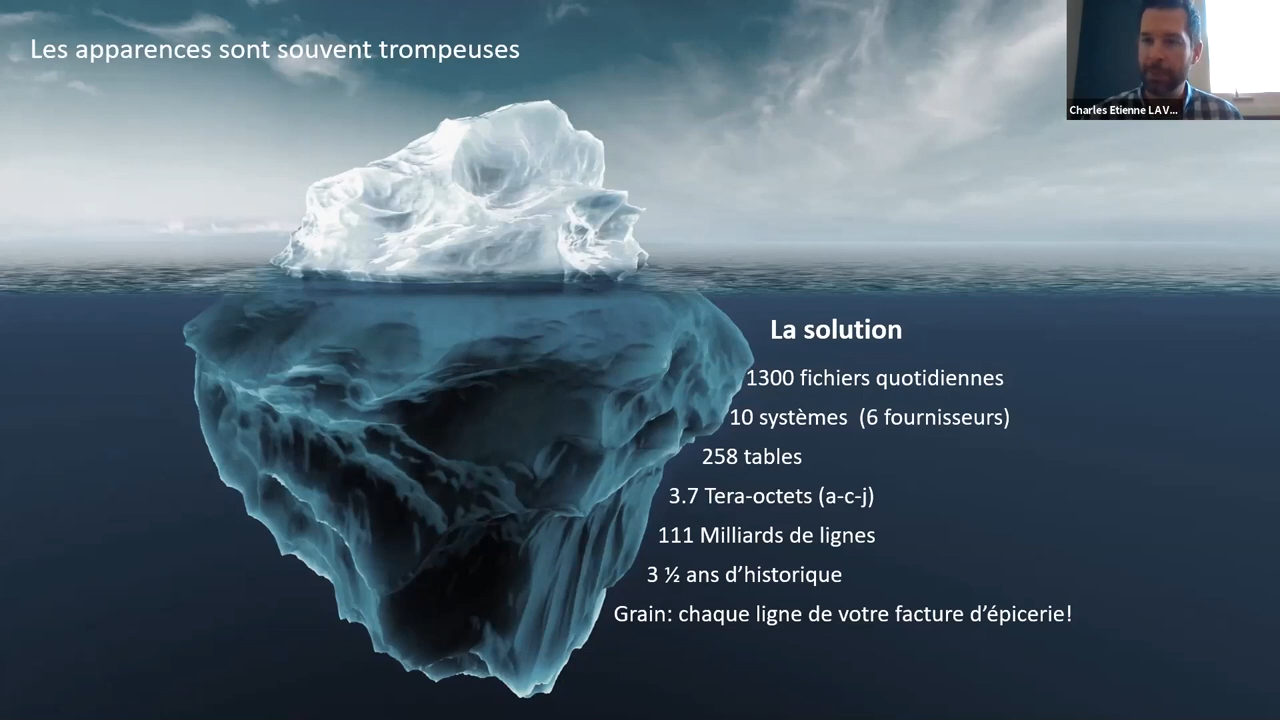 Les apparences sont souvent trompeuses
Charles Etienne LAV...
La solution
1300 fichiers quotidiennes
10 systèmes (6 fournisseurs)
258 tables
3.7 Tera-octets (a-c-j)
111 Milliards de lignes
3 ½ ans d’historique
Grain: chaque ligne de votre facture d’épicerie!